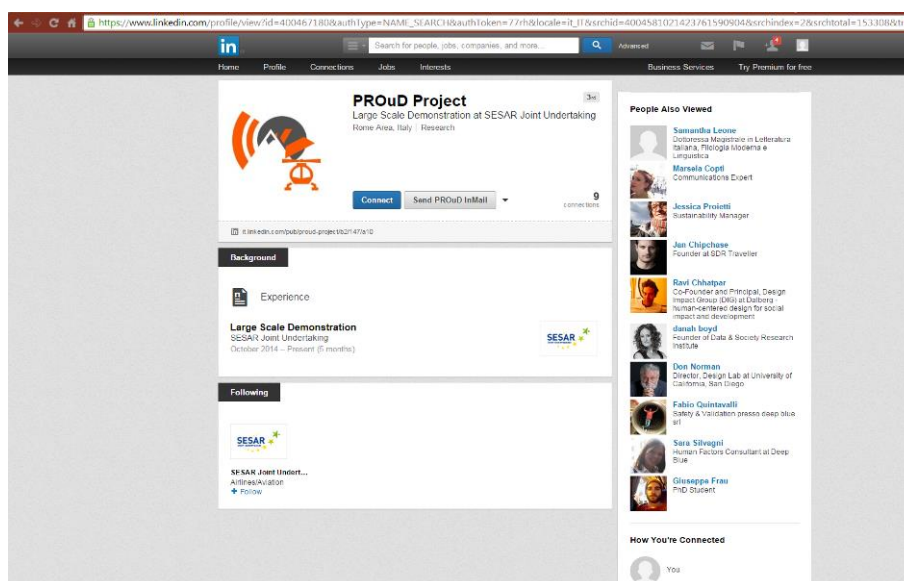 https://www.linkedin.com/profile/view?id=400467180&authType=NAME_SEARCH&authToken=77rh&locale=it_IT&srchid=4004581021423761590904&srchindex=2&srchtotal=153308&
in
Search for people, jobs, companies, and more...
Advanced
Home Profile Connections Jobs Interests
Business Services Try Premium for free
PROuD Project
Large Scale Demonstration at SESAR Joint Undertaking
Rome Area, Italy | Research
Connect
Send PROuD InMail
9
connections
it.linkedin.com/pub/proud-project/b2/147/a10
Background
Experience
Large Scale Demonstration
SESAR Joint Undertaking
October 2014 – Present (5 months)
SESAR
Following
SESAR
SESAR Joint Undert...
Airlines/Aviation
+ Follow
People Also Viewed
Samantha Leone
Dottoressa Magistrale in Letteratura
Italiana, Filologia Moderna e
Linguistica
Marsela Copti
Communications Expert
Jessica Proietti
Sustainability Manager
Jan Chipchase
Founder at SDR Traveller
Ravi Chhatpar
Co-Founder and Principal, Design
Impact Group (DIG) at Dalberg -
human-centered design for social
impact and development
danah boyd
Founder of Data & Society Research
Institute
Don Norman
Director, Design Lab at University of
California, San Diego
Fabio Quintavalli
Safety & Validation presso deep blue
srl
Sara Silvagni
Human Factors Consultant at Deep
Blue
Giuseppe Frau
PhD Student
How You're Connected
You